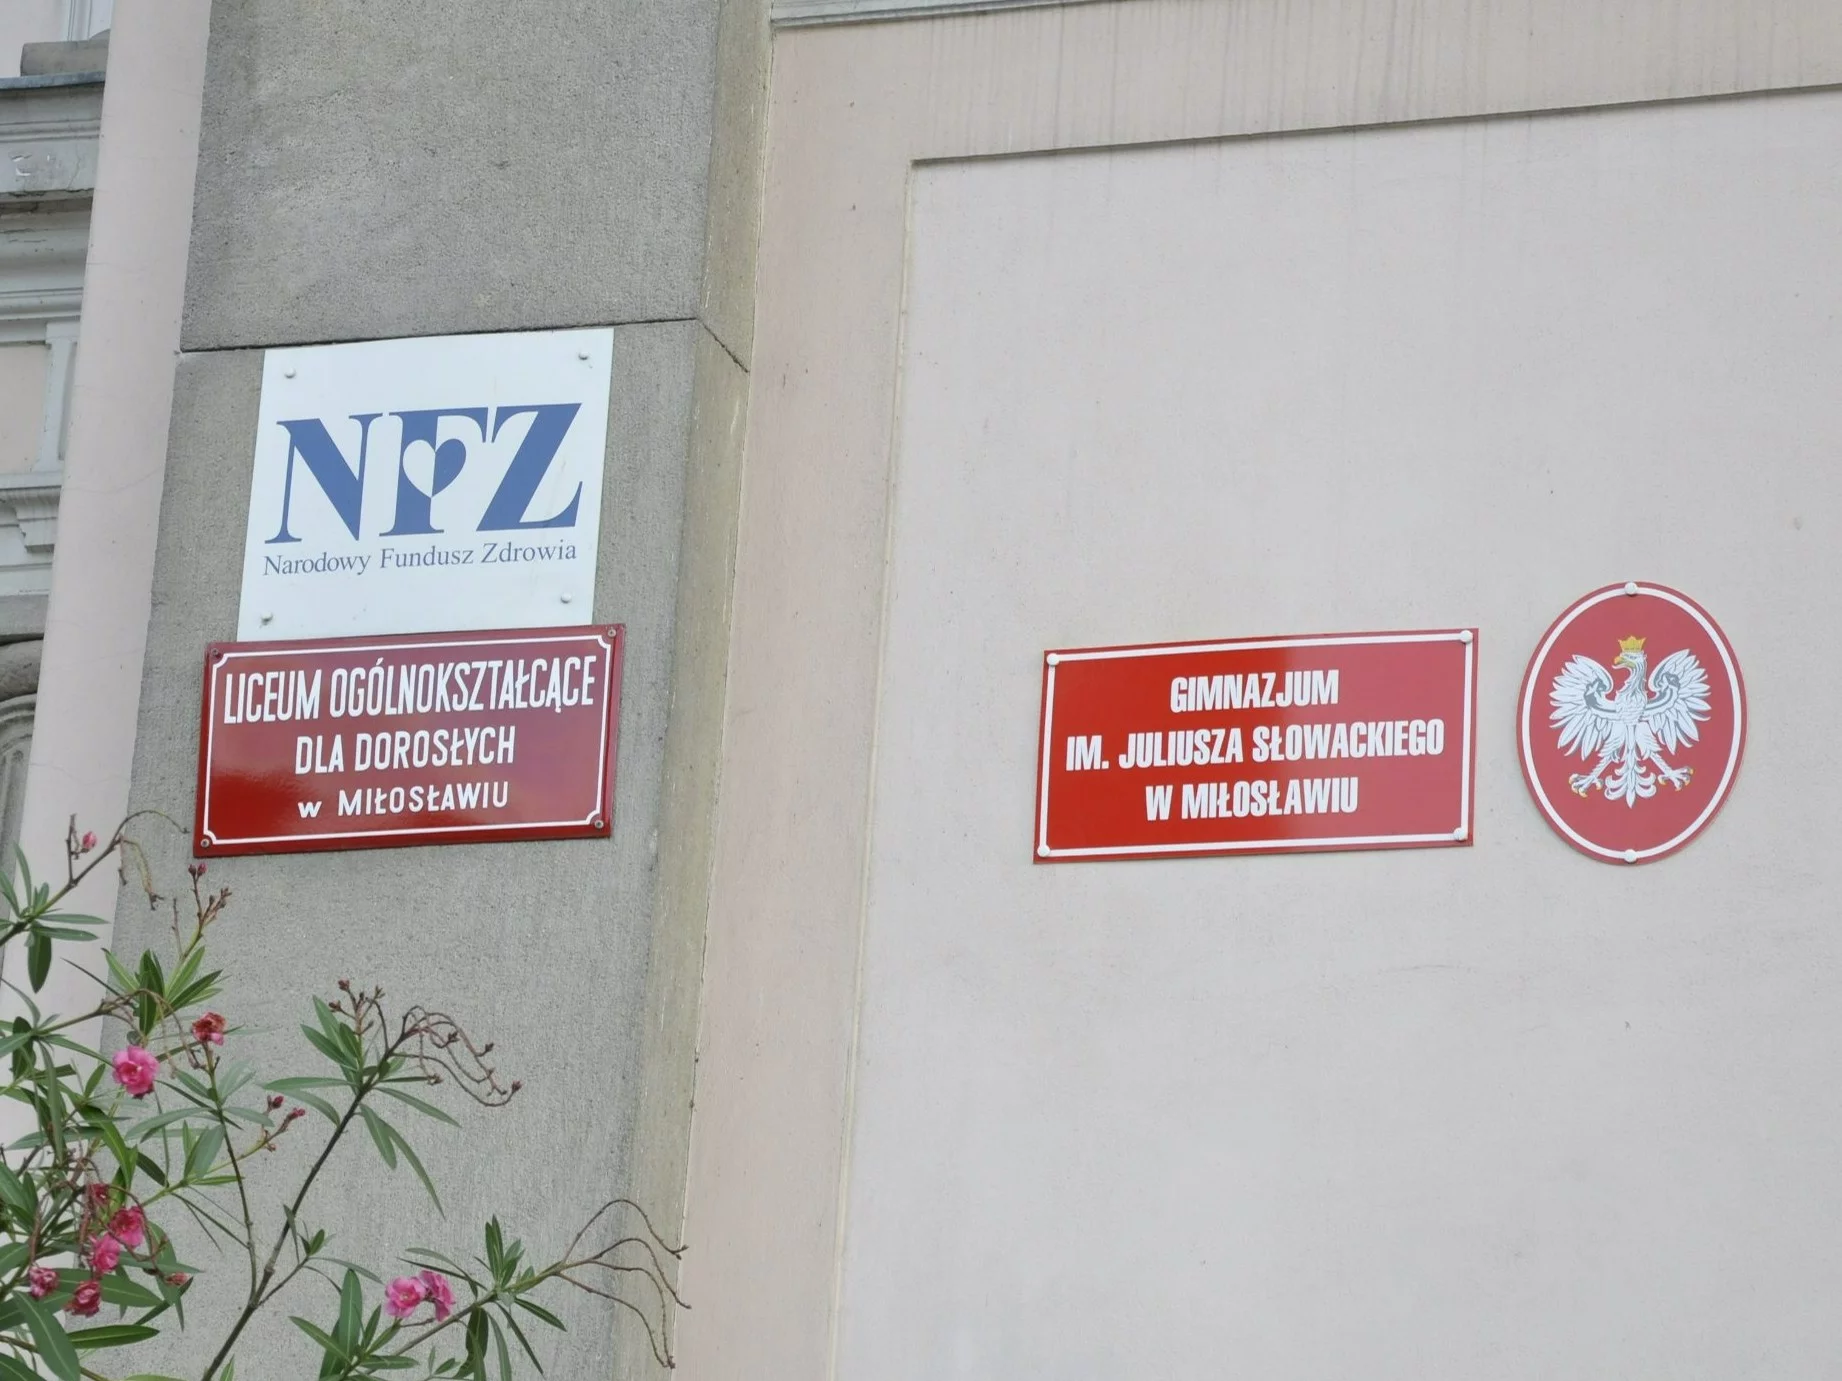 NFZ
Narodowy Fundusz Zdrowia
LICEUM OGÓLNOKSZTAŁCĄCE
DLA DOROSŁYCH
w MIŁOSŁAWIU
GIMNAZJUM
IM. JULIUSZA SŁOWACKIEGO
W MIŁOSŁAWIU